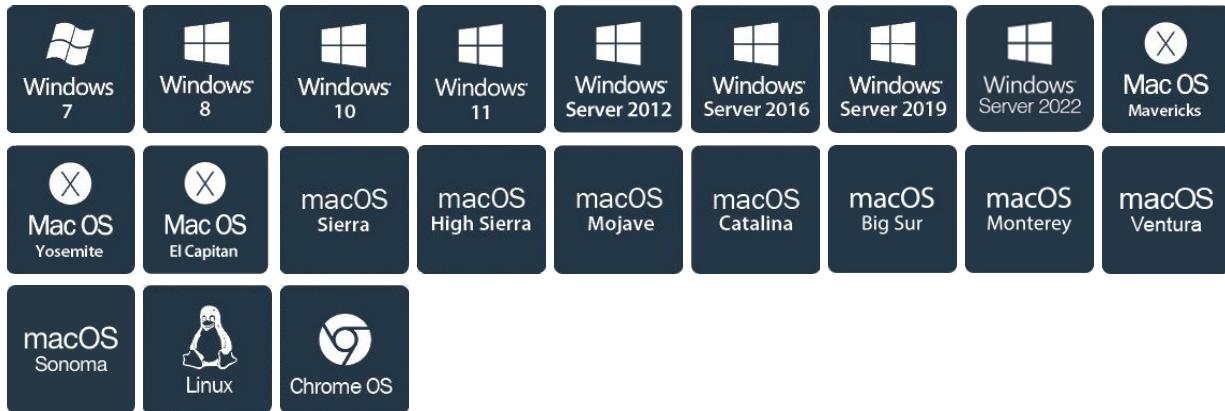 Windows
7
Windows
8
Windows
10
Windows
11
Windows
Server 2012
Windows
Server 2016
Windows
Server 2019
Windows
Server 2022
Mac OS
Mavericks
Mac OS
Yosemite
Mac OS
El Capitan
macOS
Sierra
macOS
High Sierra
macOS
Mojave
macOS
Catalina
macOS
Big Sur
macOS
Monterey
macOS
Ventura
macOS
Sonoma
Linux
Chrome OS